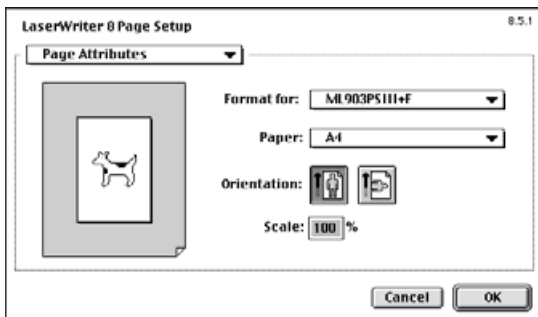 LaserWriter 8 Page Setup
8.5.1
Page Attributes
Format for: ML903PSIII+F
Paper: A4
Orientation:
Scale: 100 %
Cancel OK